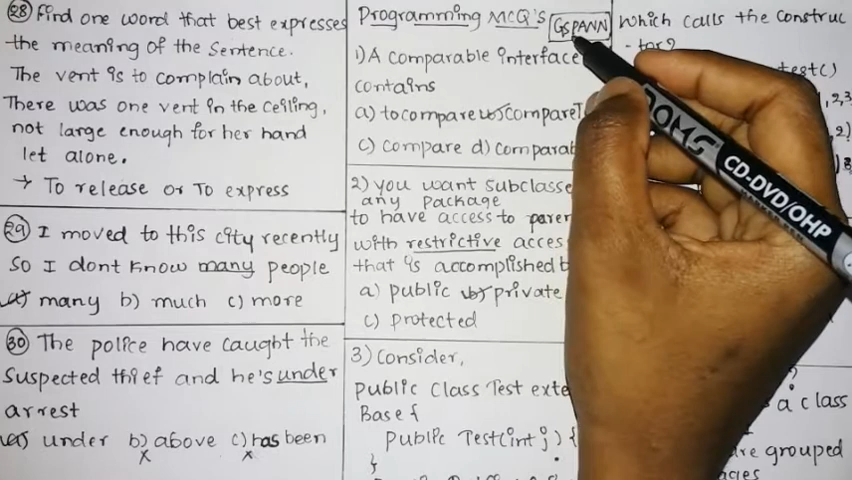 28) Find one word that best expresses
the meaning of the Sentence.
The vent is to complain about,
There was one vent in the ceiling,
not large enough for her hand
let alone.
→ To release or To express
29) I moved to this city recently
So I dont know many people
a) many b) much c) more
30) The police have caught the
Suspected thief and he's under
arrest
a) under b) above c) has been
x x
Programming MCQ's GSPANN
1) A comparable interface
contains
a) tocompare b) compareT
c) compare d) comparab
2) you want subclasse
any package
to have access to paren
with restrictive acces
that is accomplished b
a) public b) private
c) protected
3) Consider,
public class Test exte
Base {
public Test(int j) {
}
which calls the construc
-tor?
test()
1,2,3
2)
?
a class
are grouped
DOMS CD-DVD/OHP